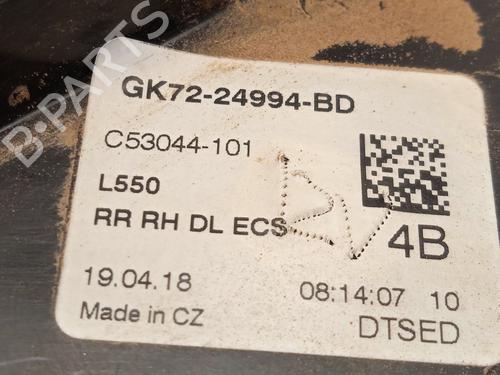 GK72-24994-BD
C53044-101
L550
RR RH DL ECS
4B
19.04.18
08:14:07 10
Made in CZ
DTSED
B-PARTS